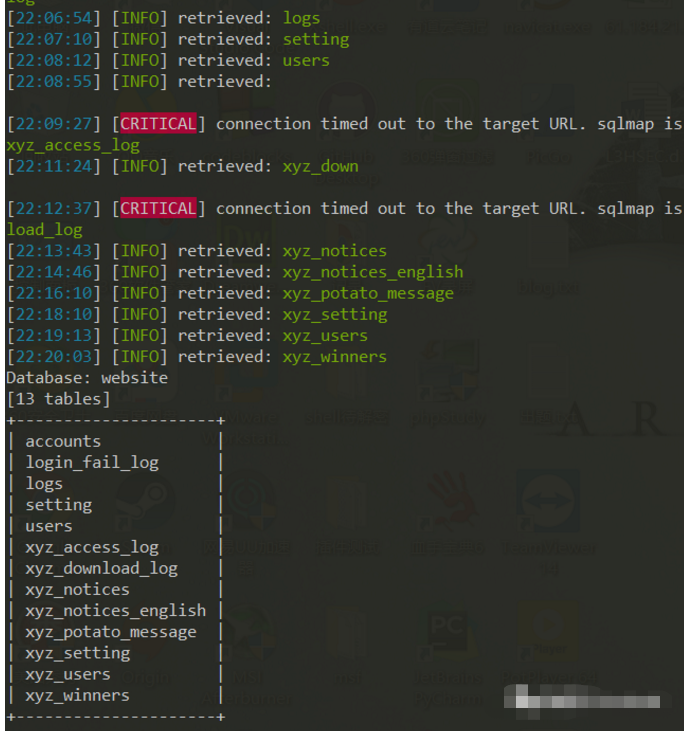 log
[22:06:54] [INFO] retrieved: logs
[22:07:10] [INFO] retrieved: setting
[22:08:12] [INFO] retrieved: users
[22:08:55] [INFO] retrieved:
[22:09:27] [CRITICAL] connection timed out to the target URL. sqlmap is
xyz_access_log
[22:11:24] [INFO] retrieved: xyz_down
[22:12:37] [CRITICAL] connection timed out to the target URL. sqlmap is
load_log
[22:13:43] [INFO] retrieved: xyz_notices
[22:14:46] [INFO] retrieved: xyz_notices_english
[22:16:10] [INFO] retrieved: xyz_potato_message
[22:18:10] [INFO] retrieved: xyz_setting
[22:19:13] [INFO] retrieved: xyz_users
[22:20:03] [INFO] retrieved: xyz_winners
Database: website
[13 tables]
+---------------------+
| accounts |
| login_fail_log |
| logs |
| setting |
| users |
| xyz_access_log |
| xyz_download_log |
| xyz_notices |
| xyz_notices_english |
| xyz_potato_message |
| xyz_setting |
| xyz_users |
| xyz_winners |
+---------------------+